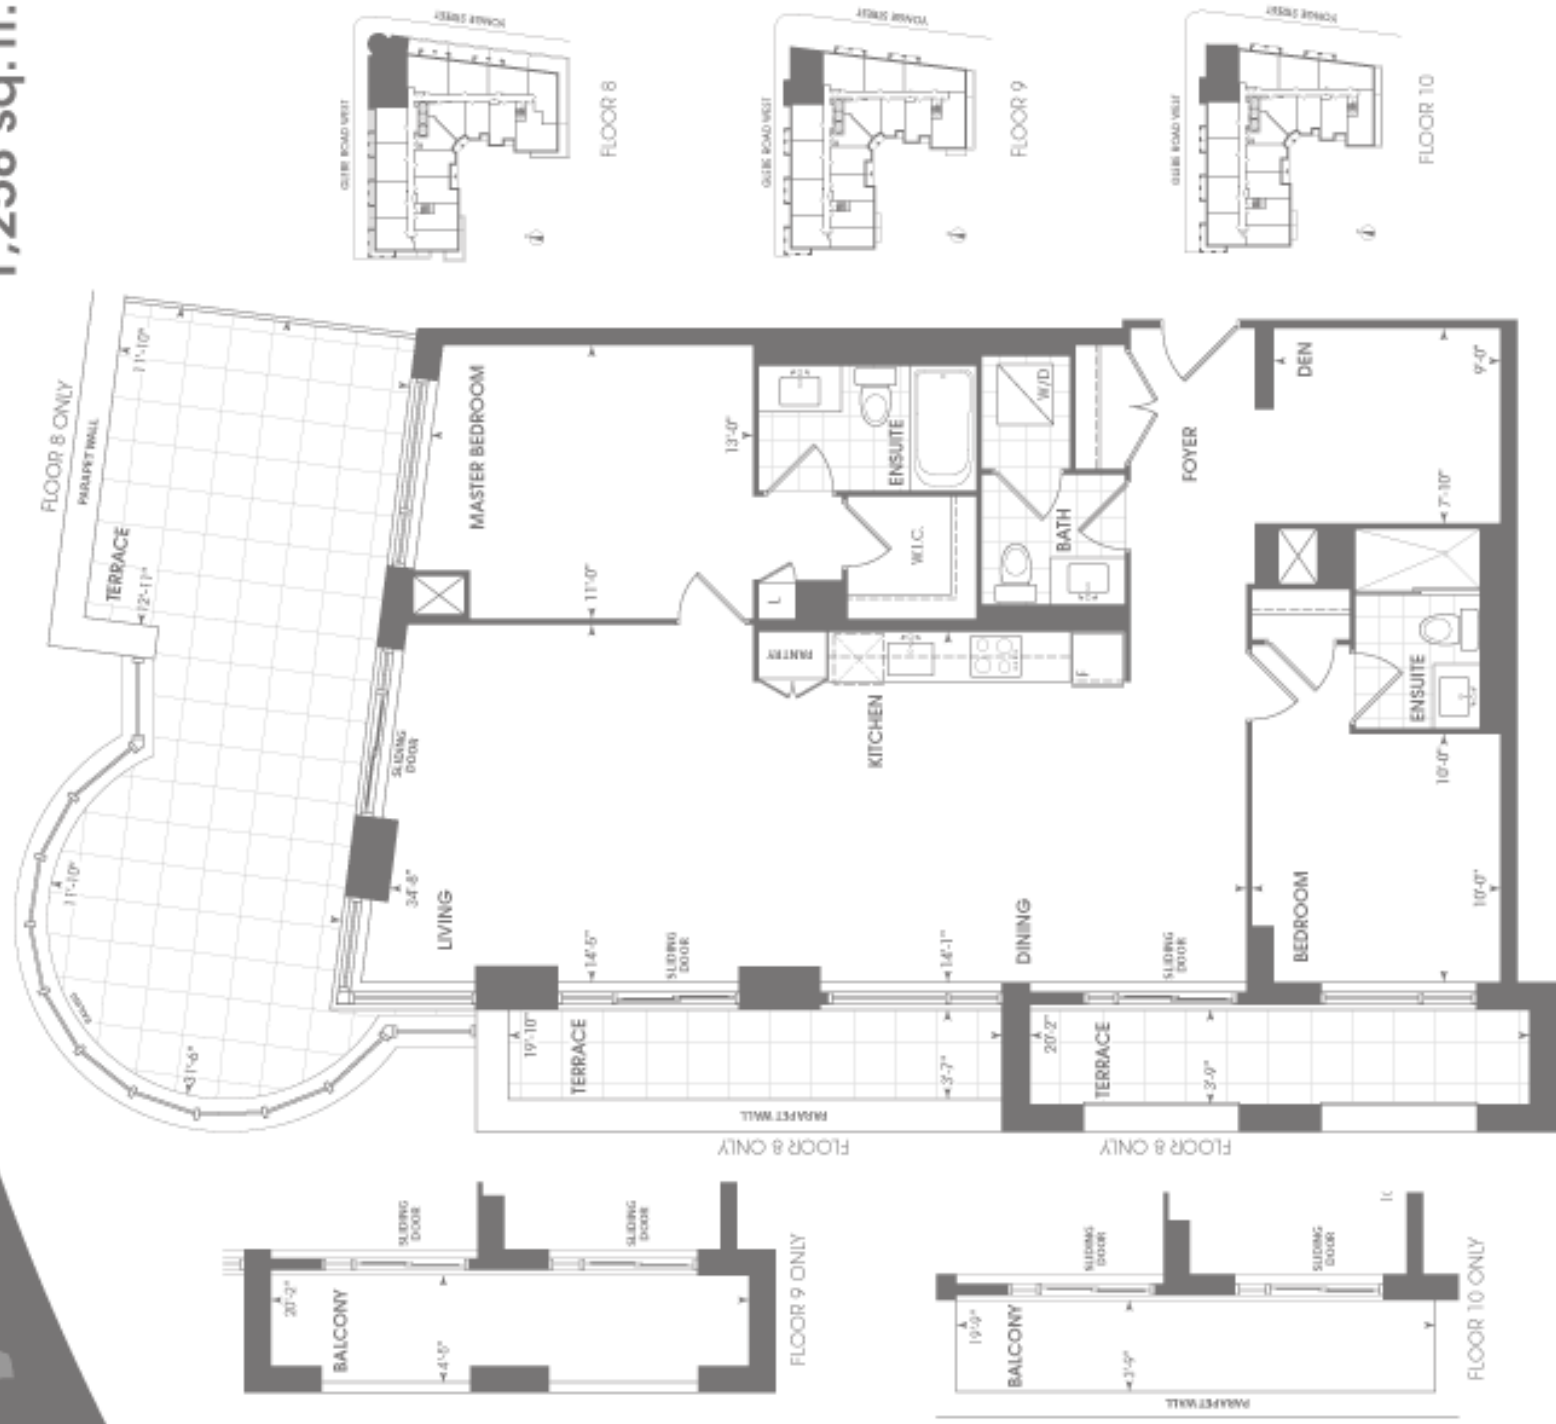 1,258 sq. ft.
YONGE STREET
GLEBE ROAD WEST
FLOOR 8
YONGE STREET
GLEBE ROAD WEST
FLOOR 9
YONGE STREET
GLEBE ROAD WEST
FLOOR 10
FLOOR 8 ONLY
PARAPET WALL
11'-10"
TERRACE
12'-11"
11'-10"
RAILING
31'-6"
MASTER BEDROOM
13'-0"
11'-0"
ENSUITE
W.I.C.
L
W/D
BATH
FOYER
DEN
9'-0"
7'-10"
PANTRY
F
KITCHEN
SLIDING
DOOR
34'-8"
LIVING
14'-5"
SLIDING
DOOR
14'-1"
DINING
SLIDING
DOOR
ENSUITE
10'-0"
BEDROOM
10'-0"
19'-10"
TERRACE
3'-7"
PARAPET WALL
FLOOR 8 ONLY
20'-2"
TERRACE
3'-9"
FLOOR 8 ONLY
SLIDING
DOOR
SLIDING
DOOR
20'-2"
BALCONY
4'-5"
FLOOR 9 ONLY
SLIDING
DOOR
SLIDING
DOOR
19'-9"
BALCONY
3'-9"
PARAPET WALL
FLOOR 10 ONLY